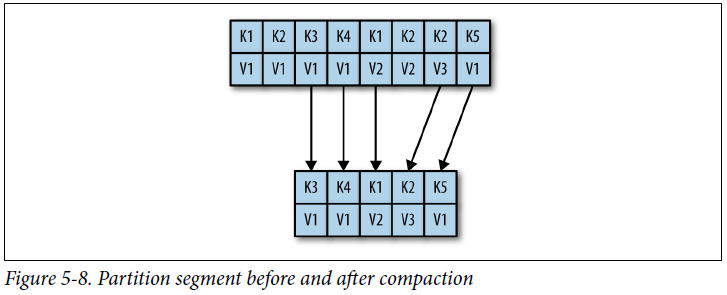 K1 K2 K3 K4 K1 K2 K2 K5
V1 V1 V1 V1 V2 V2 V3 V1
K3 K4 K1 K2 K5
V1 V1 V2 V3 V1
Figure 5-8. Partition segment before and after compaction